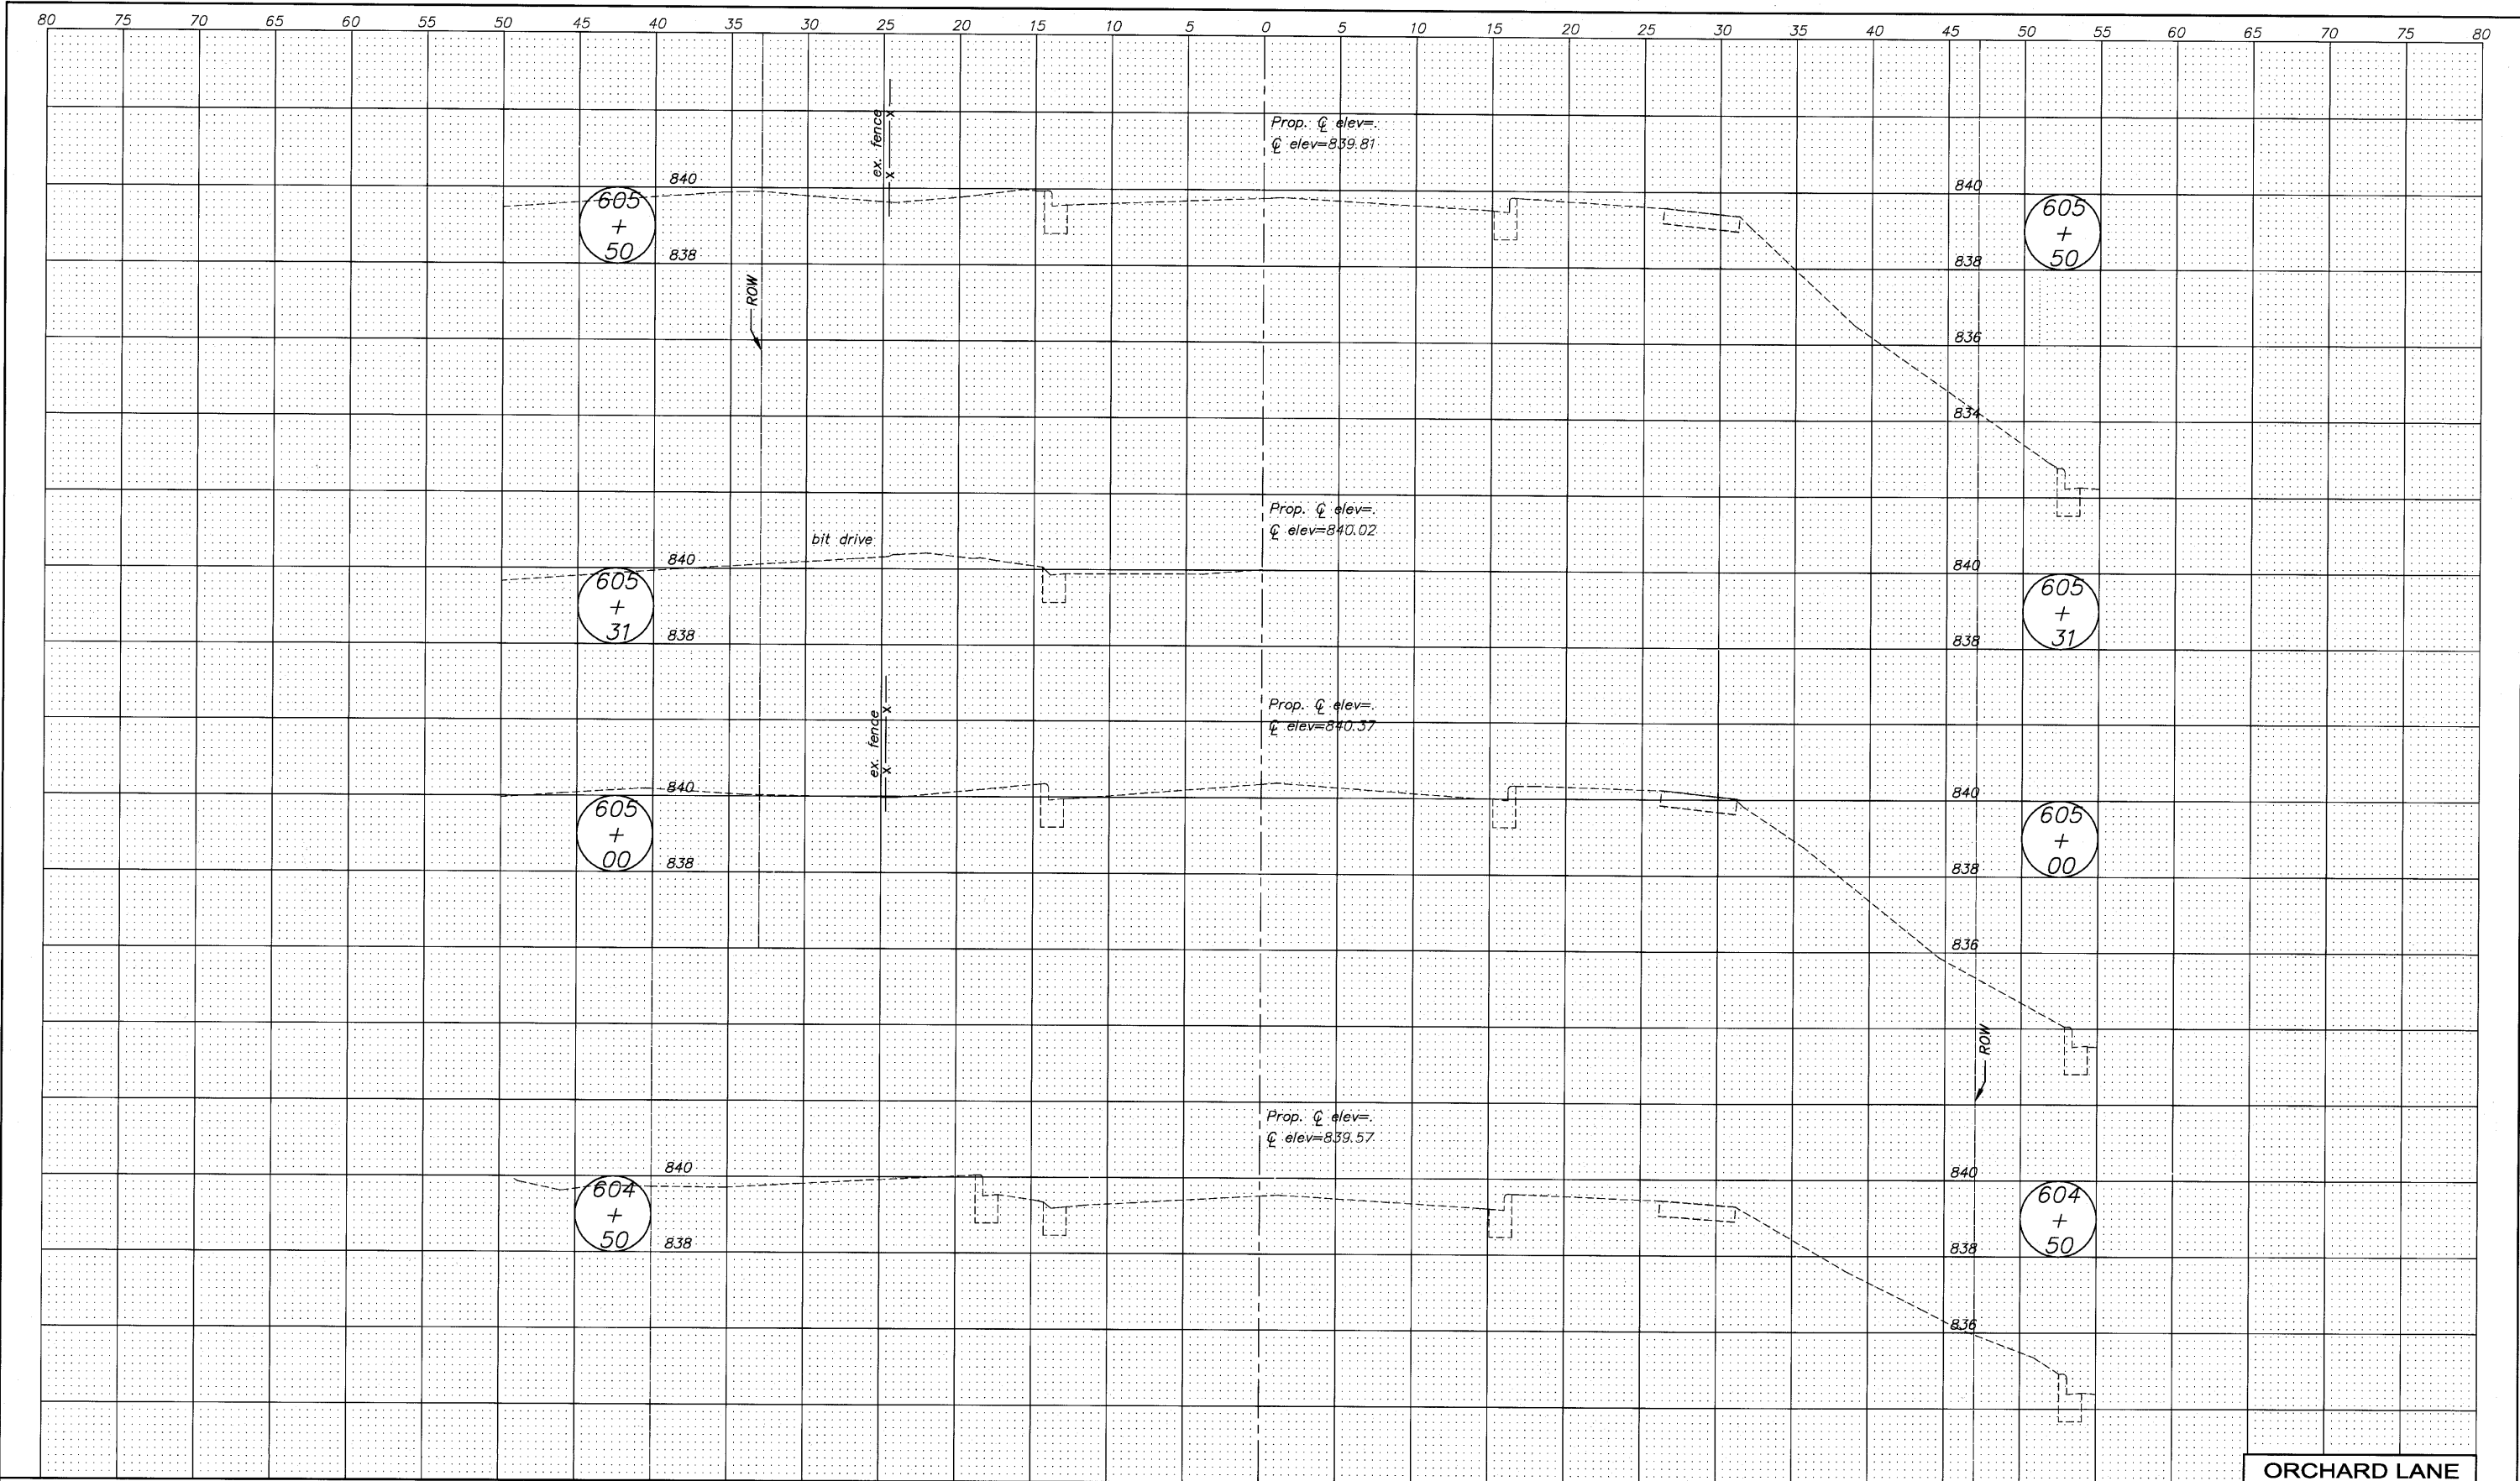 80 75 70 65 60 55 50 45 40 35 30 25 20 15 10 5 0 5 10 15 20 25 30 35 40 45 50 55 60 65 70 75 80
ex. fence
Prop. ℄ elev=.
℄ elev=839.81
840
840
605
+
50
605
+
50
838
838
ROW
836
834
Prop. ℄ elev=.
℄ elev=840.02
bit drive
840
840
605
+
31
605
+
31
838
838
ex. fence
Prop. ℄ elev=.
℄ elev=840.37
840
840
605
+
00
605
+
00
838
838
836
ROW
Prop. ℄ elev=.
℄ elev=839.57
840
840
604
+
50
604
+
50
838
838
836
ORCHARD LANE